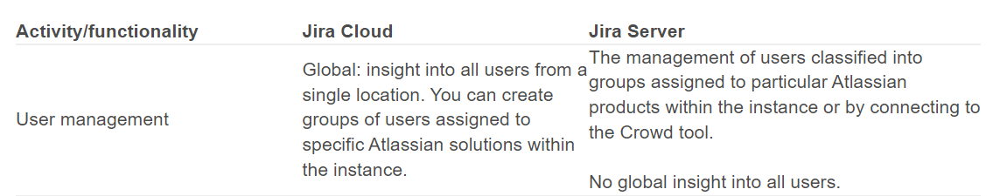 Activity/functionality Jira Cloud Jira Server
User management
Global: insight into all users from a
single location. You can create
groups of users assigned to
specific Atlassian solutions within
the instance.
The management of users classified into
groups assigned to particular Atlassian
products within the instance or by connecting to
the Crowd tool.
No global insight into all users.